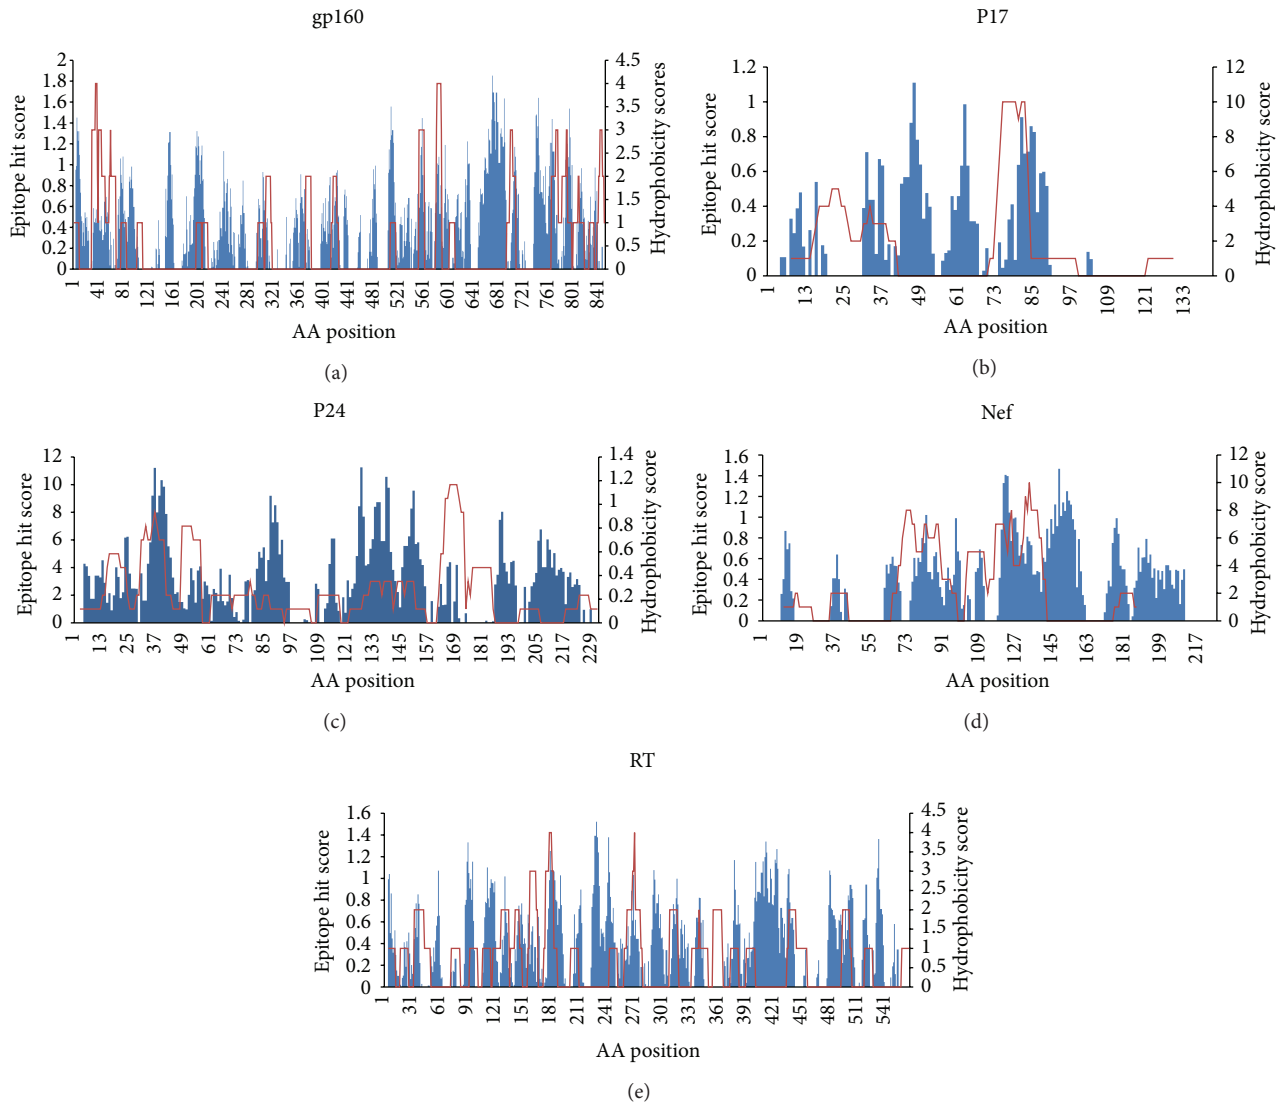 gp160
2
1.8
1.6
1.4
1.2
1
0.8
0.6
0.4
0.2
0
4.5
4
3.5
3
2.5
2
1.5
1
0.5
0
Epitope hit score
Hydrophobicity scores
1 41 81 121 161 201 241 281 321 361 401 441 481 521 561 601 641 681 721 761 801 841
AA position
(a)
P17
1.2
1
0.8
0.6
0.4
0.2
0
12
10
8
6
4
2
0
Epitope hit score
Hydrophobicity score
1 13 25 37 49 61 73 85 97 109 121 133
AA position
(b)
P24
12
10
8
6
4
2
0
1.4
1.2
1
0.8
0.6
0.4
0.2
0
Epitope hit score
Hydrophobicity score
1 13 25 37 49 61 73 85 97 109 121 133 145 157 169 181 193 205 217 229
AA position
(c)
Nef
1.6
1.4
1.2
1
0.8
0.6
0.4
0.2
0
12
10
8
6
4
2
0
Epitope hit score
Hydrophobicity score
1 19 37 55 73 91 109 127 145 163 181 199 217
AA position
(d)
RT
1.6
1.4
1.2
1
0.8
0.6
0.4
0.2
0
4.5
4
3.5
3
2.5
2
1.5
1
0.5
0
Epitope hit score
Hydrophobicity score
1 31 61 91 121 151 181 211 241 271 301 331 361 391 421 451 481 511 541
AA position
(e)